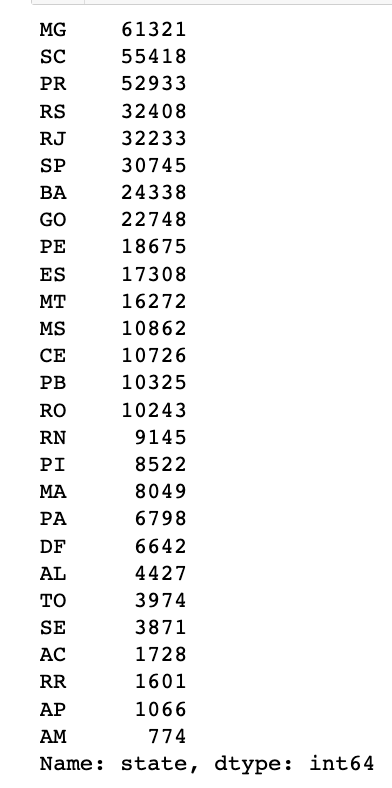 MG 61321
SC 55418
PR 52933
RS 32408
RJ 32233
SP 30745
BA 24338
GO 22748
PE 18675
ES 17308
MT 16272
MS 10862
CE 10726
PB 10325
RO 10243
RN 9145
PI 8522
MA 8049
PA 6798
DF 6642
AL 4427
TO 3974
SE 3871
AC 1728
RR 1601
AP 1066
AM 774
Name: state, dtype: int64